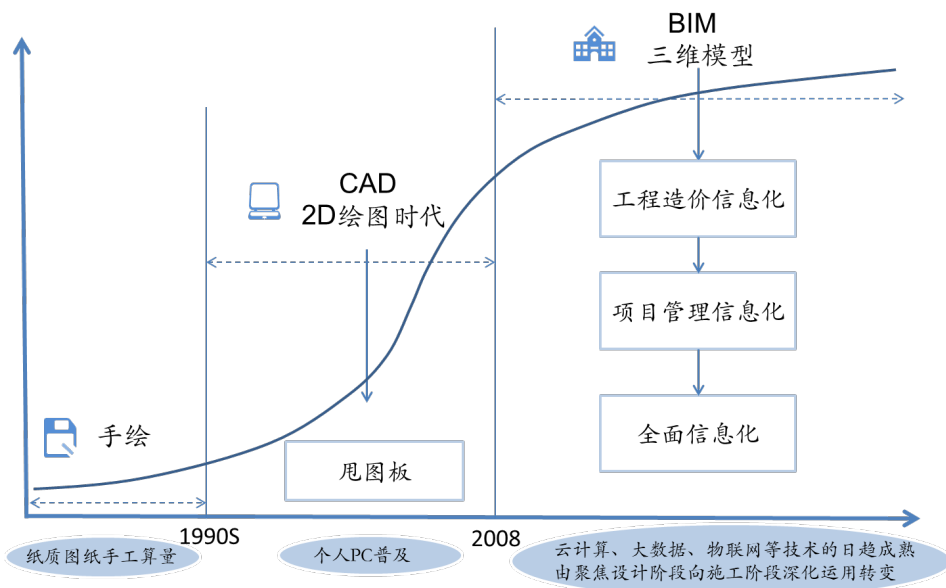 BIM
三维模型
CAD
2D绘图时代
工程造价信息化
项目管理信息化
手绘
全面信息化
甩图板
1990S
2008
纸质图纸手工算量
个人PC普及
云计算、大数据、物联网等技术的日趋成熟
由聚焦设计阶段向施工阶段深化运用转变